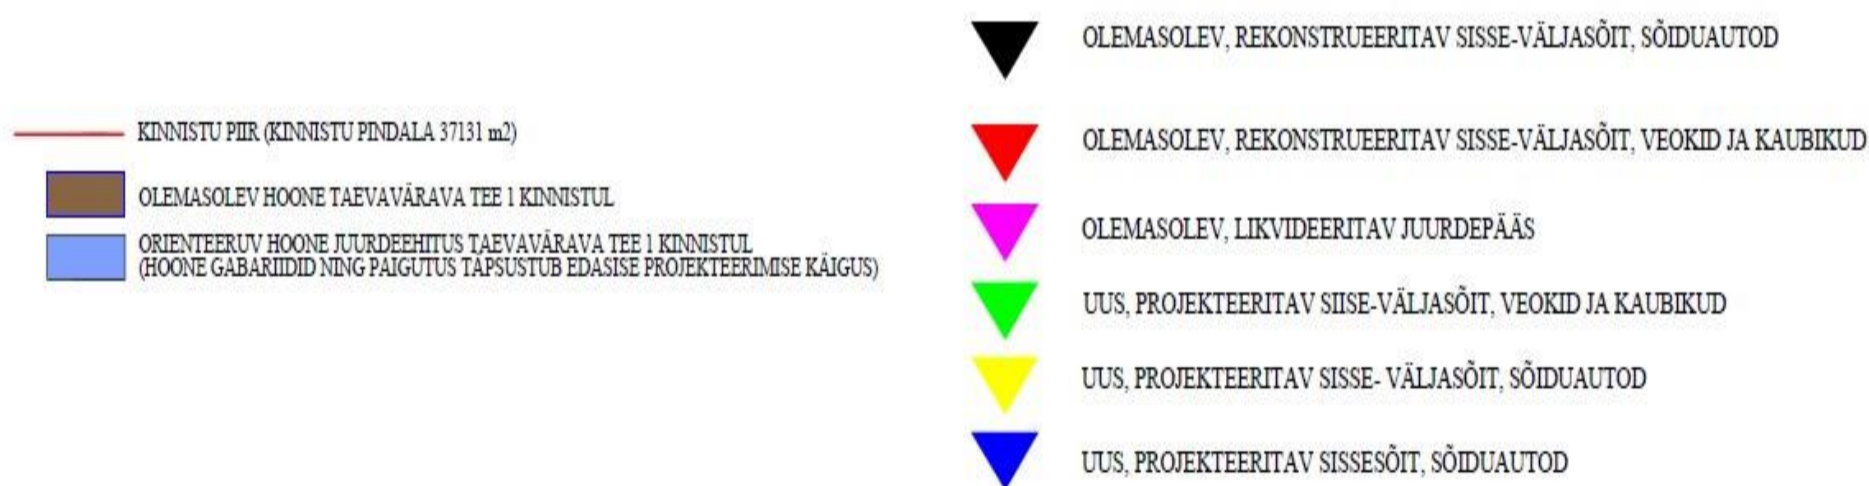 KINNISTU PIIR (KINNISTU PINDALA 37131 m2)
OLEMASOLEV HOONE TAEVAVÄRAVA TEE 1 KINNISTUL
ORIENTEERUV HOONE JUURDEEHITUS TAEVAVÄRAVA TEE 1 KINNISTUL
(HOONE GABARIIDID NING PAIGUTUS TÄPSUSTUB EDASISE PROJEKTEERIMISE KÄIGUS)
OLEMASOLEV, REKONSTRUEERITAV SISSE-VÄLJASÕIT, SÕIDUAUTOD
OLEMASOLEV, REKONSTRUEERITAV SISSE-VÄLJASÕIT, VEOKID JA KAUBIKUD
OLEMASOLEV, LIKVIDEERITAV JUURDEPÄÄS
UUS, PROJEKTEERITAV SIISE-VÄLJASÕIT, VEOKID JA KAUBIKUD
UUS, PROJEKTEERITAV SISSE- VÄLJASÕIT, SÕIDUAUTOD
UUS, PROJEKTEERITAV SISSESÕIT, SÕIDUAUTOD